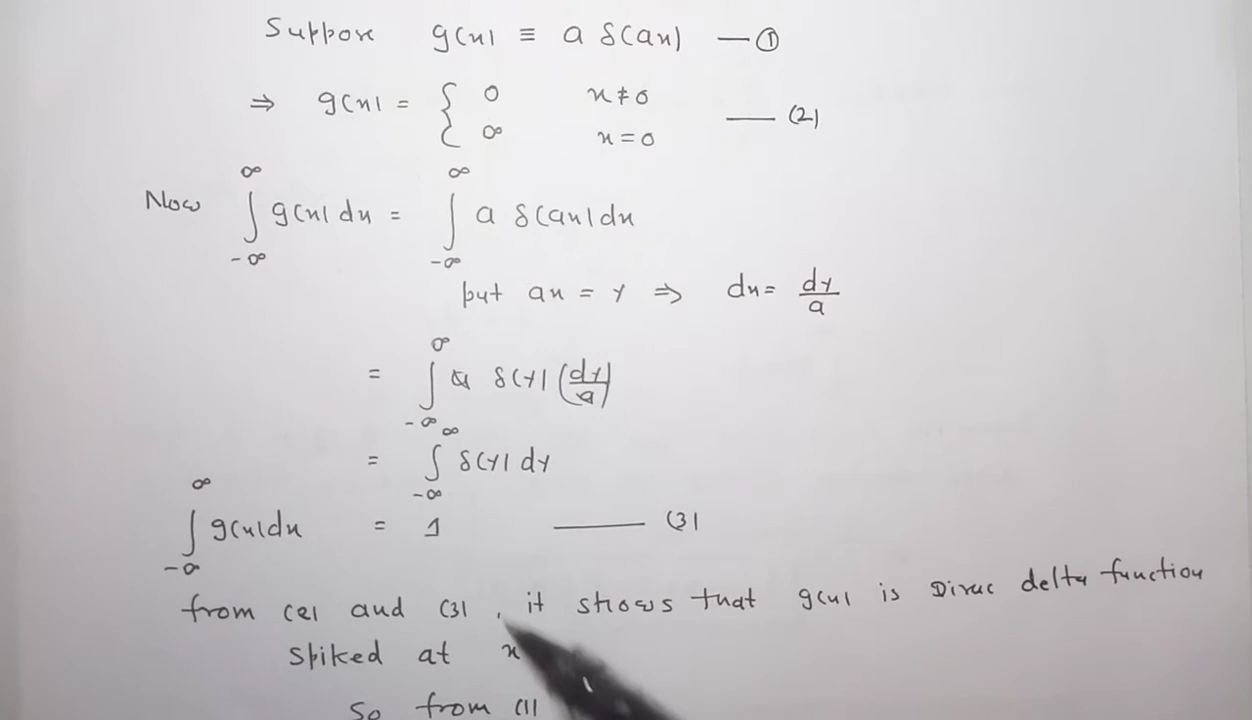 Suppose g(x) ≡ a δ(ax) — ①
⇒ g(x) = { 0 x ≠ 0
∞ x = 0 — (2)
Now ∫_{-∞}^{∞} g(x) dx = ∫_{-∞}^{∞} a δ(ax) dx
put ax = y ⇒ dx = dy/a
= ∫_{-∞}^{∞} a δ(y) (dy/a)
= ∫_{-∞}^{∞} δ(y) dy
∫_{-∞}^{∞} g(x) dx = 1 — (3)
from (2) and (3), it shows that g(x) is Dirac delta function
spiked at x
So from (1)